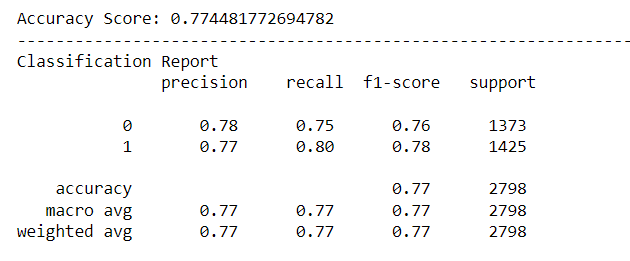 Accuracy Score: 0.774481772694782
----------------------------------------------------------------
Classification Report
precision recall f1-score support
0 0.78 0.75 0.76 1373
1 0.77 0.80 0.78 1425
accuracy 0.77 2798
macro avg 0.77 0.77 0.77 2798
weighted avg 0.77 0.77 0.77 2798